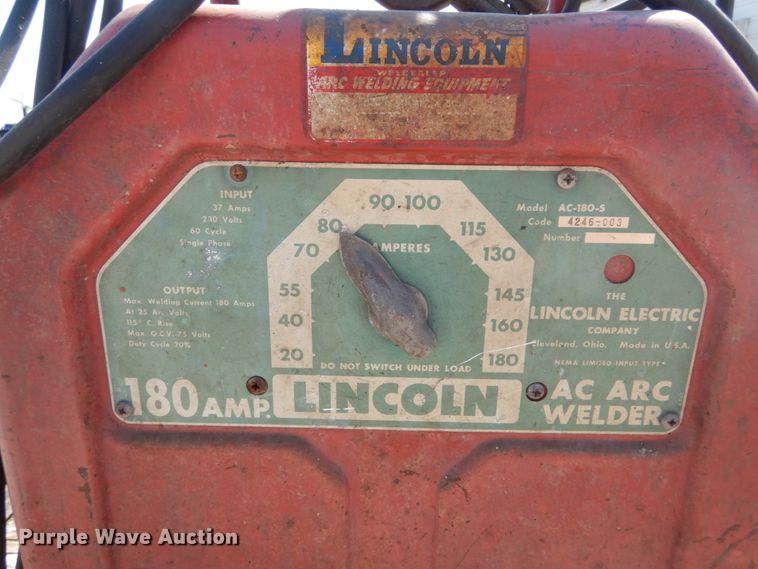 LINCOLN
WELDERS
ARC WELDING EQUIPMENT
INPUT
37 Amps
230 Volts
60 Cycle
Single Phase
OUTPUT
Max. Welding Current 180 Amps
At 25 Arc Volts
115° C. Rise
Max. O.C.V. 75 Volts
Duty Cycle 20%
180 AMP.
20
40
55
70
80
90
100
115
130
145
160
180
AMPERES
DO NOT SWITCH UNDER LOAD
LINCOLN
Model AC-180-S
Code 4246-003
Number
THE
LINCOLN ELECTRIC
COMPANY
Cleveland, Ohio. Made in U.S.A.
NEMA LIMITED INPUT TYPE
AC ARC
WELDER
Purple Wave Auction